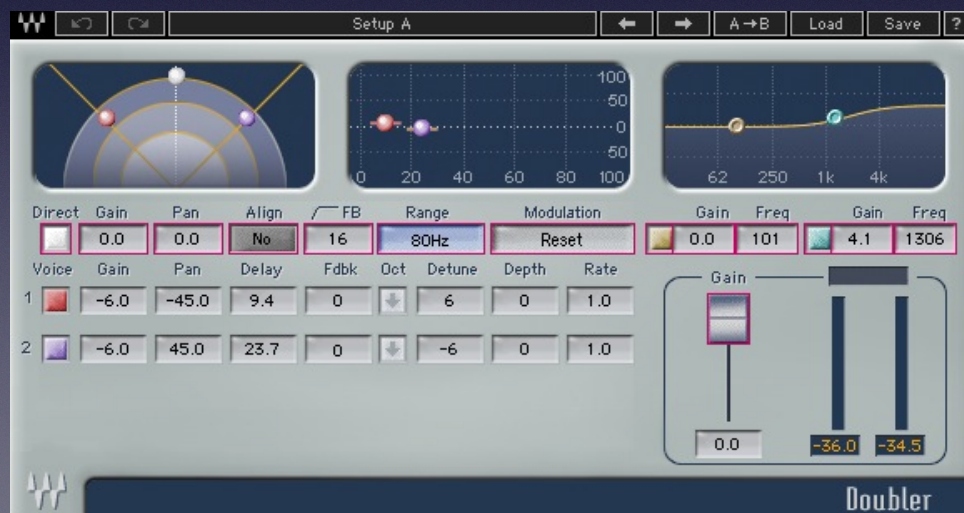 Setup A A→B Load Save ?
100
50
0
50
0 20 40 60 80 100
62 250 1k 4k
Direct Gain Pan Align FB Range Modulation Gain Freq Gain Freq
0.0 0.0 No 16 80Hz Reset 0.0 101 4.1 1306
Voice Gain Pan Delay Fdbk Oct Detune Depth Rate
Gain
1 -6.0 -45.0 9.4 0 6 0 1.0
2 -6.0 45.0 23.7 0 -6 0 1.0
0.0 -36.0 -34.5
Doubler